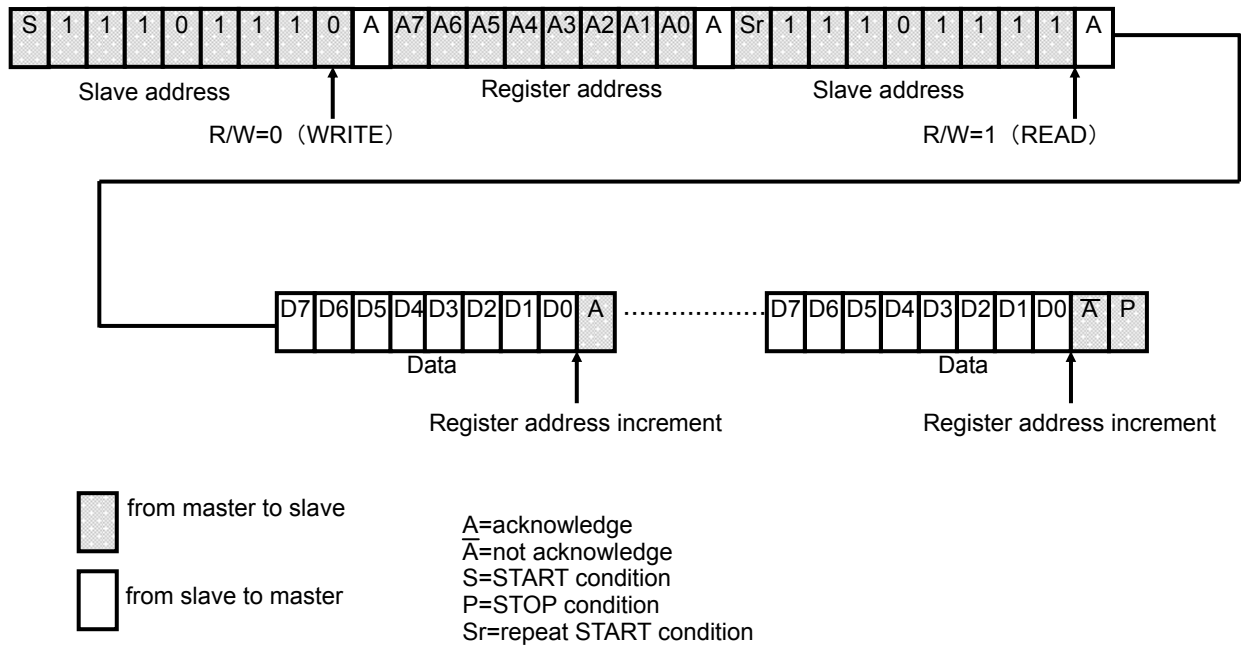 S 1 1 1 0 1 1 1 0 A A7 A6 A5 A4 A3 A2 A1 A0 A Sr 1 1 1 0 1 1 1 1 A
Slave address Register address Slave address
R/W=0（WRITE） R/W=1（READ）
D7 D6 D5 D4 D3 D2 D1 D0 A ······················ D7 D6 D5 D4 D3 D2 D1 D0 A̅ P
Data Data
Register address increment Register address increment
from master to slave
from slave to master
A=acknowledge
A̅=not acknowledge
S=START condition
P=STOP condition
Sr=repeat START condition